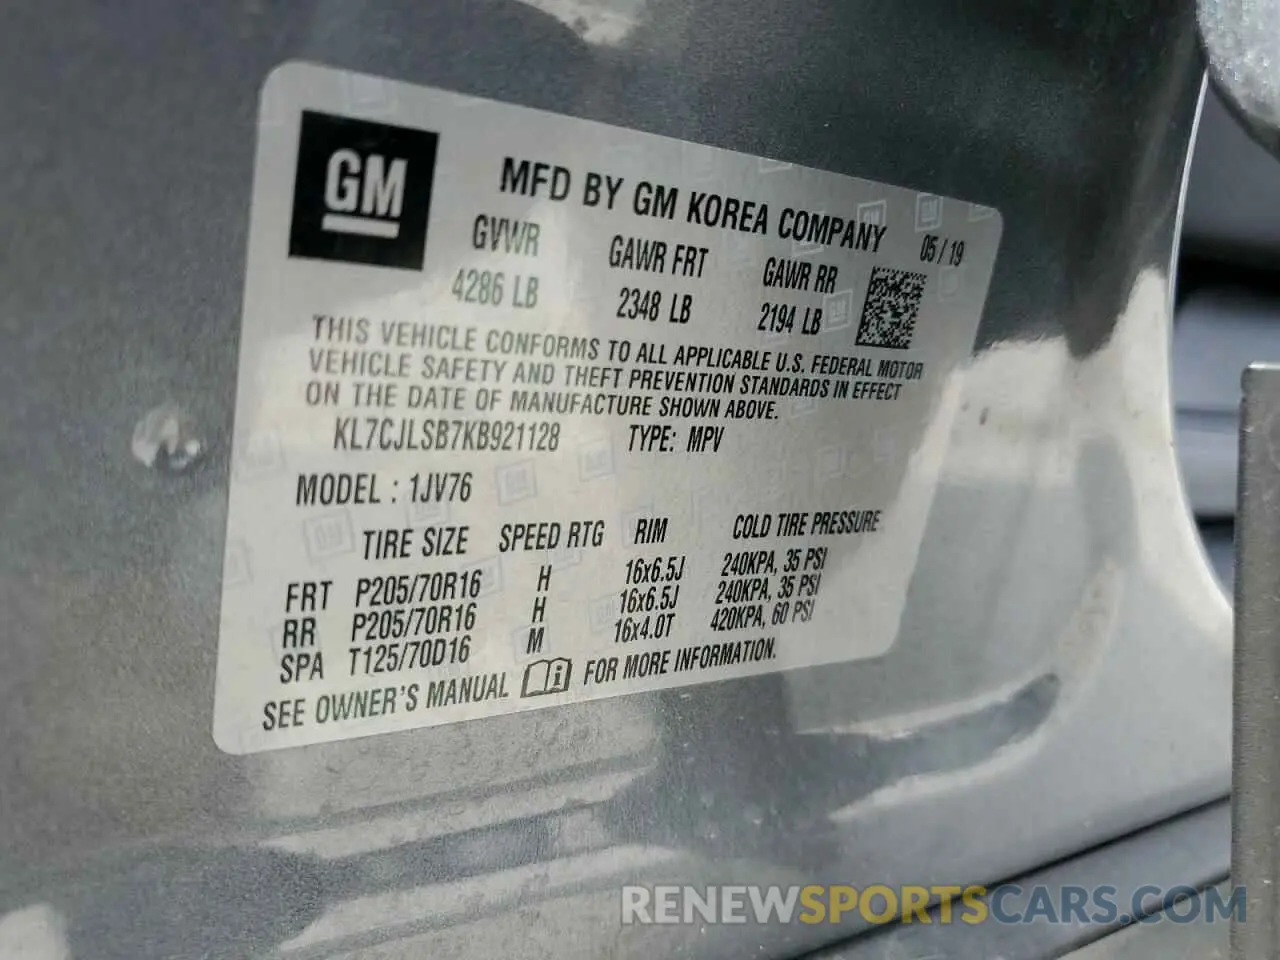 GM
MFD BY GM KOREA COMPANY 05/19
GVWR GAWR FRT GAWR RR
4286 LB 2348 LB 2194 LB
THIS VEHICLE CONFORMS TO ALL APPLICABLE U.S. FEDERAL MOTOR
VEHICLE SAFETY AND THEFT PREVENTION STANDARDS IN EFFECT
ON THE DATE OF MANUFACTURE SHOWN ABOVE.
KL7CJLSB7KB921128 TYPE: MPV
MODEL : 1JV76
TIRE SIZE SPEED RTG RIM COLD TIRE PRESSURE
FRT P205/70R16 H 16x6.5J 240KPA, 35 PSI
RR P205/70R16 H 16x6.5J 240KPA, 35 PSI
SPA T125/70D16 M 16x4.0T 420KPA, 60 PSI
SEE OWNER'S MANUAL FOR MORE INFORMATION.
RENEWSPORTSCARS.COM